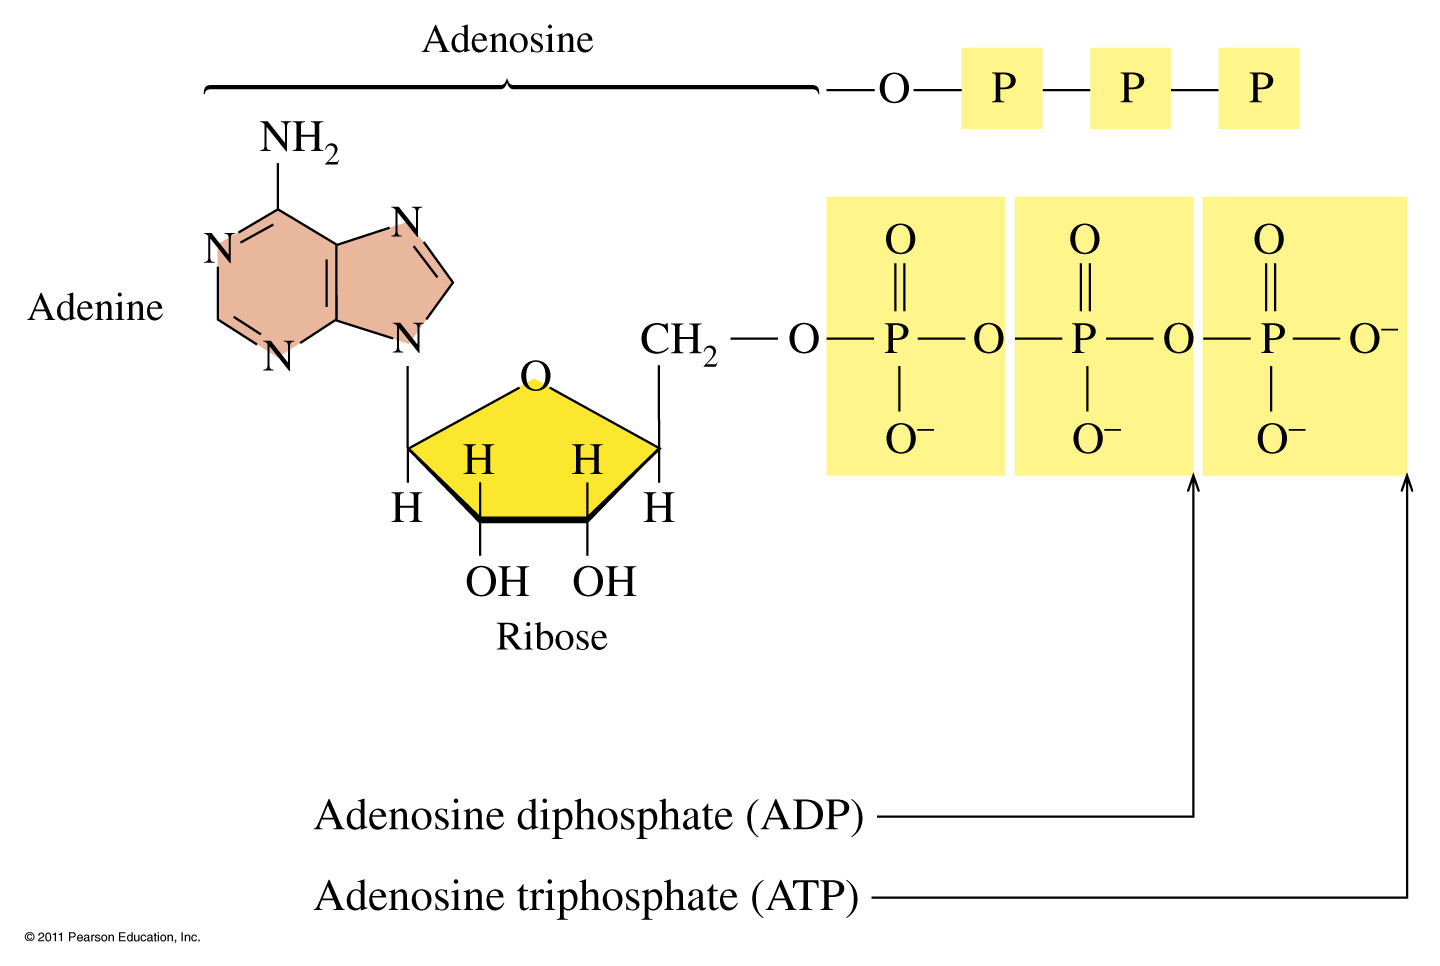 Adenosine
O P P P
NH2
N N
O O O
Adenine
N N
CH2 O P O P O P O−
O
H H
O− O− O−
H H
OH OH
Ribose
Adenosine diphosphate (ADP)
Adenosine triphosphate (ATP)
© 2011 Pearson Education, Inc.